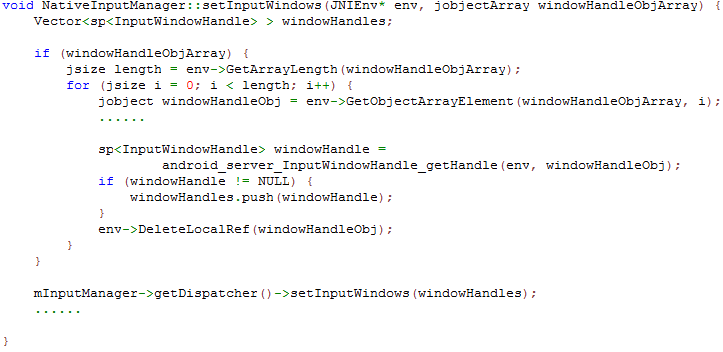 void NativeInputManager::setInputWindows(JNIEnv* env, jobjectArray windowHandleObjArray) {
    Vector<sp<InputWindowHandle> > windowHandles;

    if (windowHandleObjArray) {
        jsize length = env->GetArrayLength(windowHandleObjArray);
        for (jsize i = 0; i < length; i++) {
            jobject windowHandleObj = env->GetObjectArrayElement(windowHandleObjArray, i);
            ......

            sp<InputWindowHandle> windowHandle =
                    android_server_InputWindowHandle_getHandle(env, windowHandleObj);
            if (windowHandle != NULL) {
                windowHandles.push(windowHandle);
            }
            env->DeleteLocalRef(windowHandleObj);
        }
    }

    mInputManager->getDispatcher()->setInputWindows(windowHandles);
    ......

}